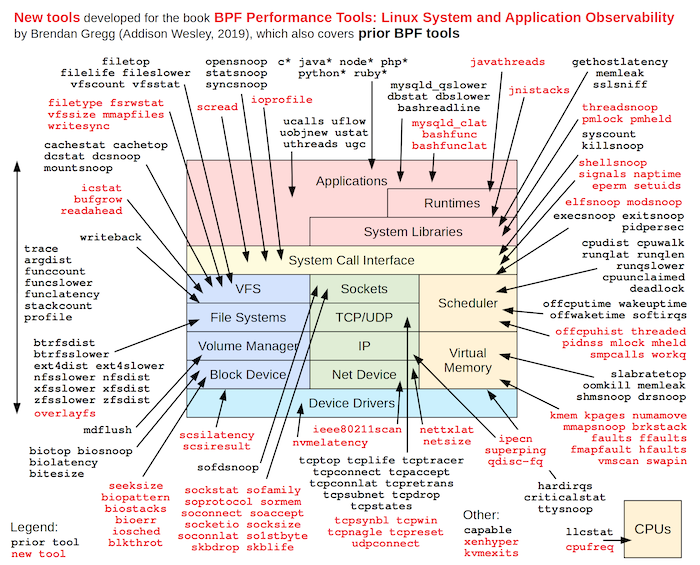 New tools developed for the book BPF Performance Tools: Linux System and Application Observability
by Brendan Gregg (Addison Wesley, 2019), which also covers prior BPF tools
filetop
filelife fileslower
vfscount vfsstat
opensnoop
statsnoop
syncsnoop
c* java* node* php*
python* ruby*
javathreads
gethostlatency
memleak
sslsniff
filetype fsrwstat
vfssize mmapfiles
writesync
scread
ioprofile
mysqld_qslower
dbstat dbslower
bashreadline
jnistacks
ucalls uflow
uobjnew ustat
uthreads ugc
mysqld_clat
bashfunc
bashfunclat
threadsnoop
pmlock pmheld
syscount
killsnoop
cachestat cachetop
dcstat dcsnoop
mountsnoop
shellsnoop
signals naptime
eperm setuids
icstat
bufgrow
readahead
elfsnoop modsnoop
execsnoop exitsnoop
pidpersec
writeback
cpudist cpuwalk
runqlat runqlen
runqslower
cpuunclaimed
deadlock
trace
argdist
funccount
funcslower
funclatency
stackcount
profile
offcputime wakeuptime
offwaketime softirqs
offcpuhist threaded
pidnss mlock mheld
smpcalls workq
btrfsdist
btrfsslower
ext4dist ext4slower
nfsslower nfsdist
xfsslower xfsdist
zfsslower zfsdist
overlayfs
slabratetop
oomkill memleak
shmsnoop drsnoop
kmem kpages numamove
mmapsnoop brkstack
faults ffaults
fmapfault hfaults
vmscan swapin
Applications
Runtimes
System Libraries
System Call Interface
VFS
Sockets
Scheduler
File Systems
TCP/UDP
Volume Manager
IP
Virtual
Memory
Block Device
Net Device
Device Drivers
mdflush
scsilatency
scsiresult
nvmelatency
ieee80211scan
nettxlat
netsize
ipecn
superping
qdisc-fq
biotop biosnoop
biolatency
bitesize
sofdsnoop
tcptop tcplife tcptracer
tcpconnect tcpaccept
tcpconnlat tcpretrans
tcpsubnet tcpdrop
tcpstates
hardirqs
criticalstat
ttysnoop
seeksize
biopattern
biostacks
bioerr
iosched
blkthrot
sockstat sofamily
soprotocol sormem
soconnect soaccept
socketio socksize
soconnlat so1stbyte
skbdrop skblife
tcpsynbl tcpwin
tcpnagle tcpreset
udpconnect
Other:
capable
xenhyper
kvmexits
llcstat
cpufreq
CPUs
Legend:
prior tool
new tool